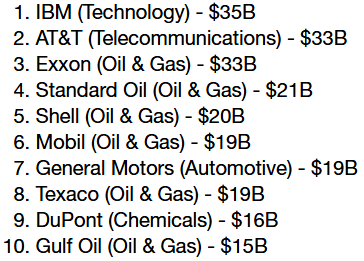 1. IBM (Technology) - $35B
2. AT&T (Telecommunications) - $33B
3. Exxon (Oil & Gas) - $33B
4. Standard Oil (Oil & Gas) - $21B
5. Shell (Oil & Gas) - $20B
6. Mobil (Oil & Gas) - $19B
7. General Motors (Automotive) - $19B
8. Texaco (Oil & Gas) - $19B
9. DuPont (Chemicals) - $16B
10. Gulf Oil (Oil & Gas) - $15B